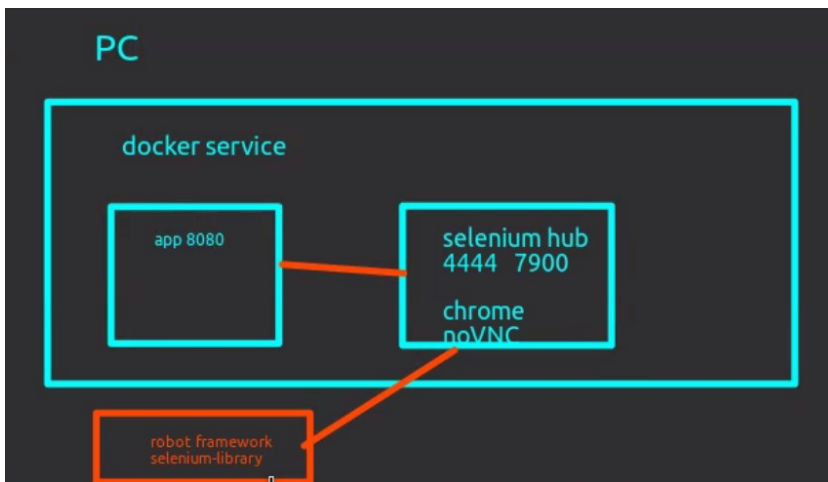 PC
docker service
app 8080
selenium hub
4444 7900
chrome
noVNC
robot framework
selenium-library